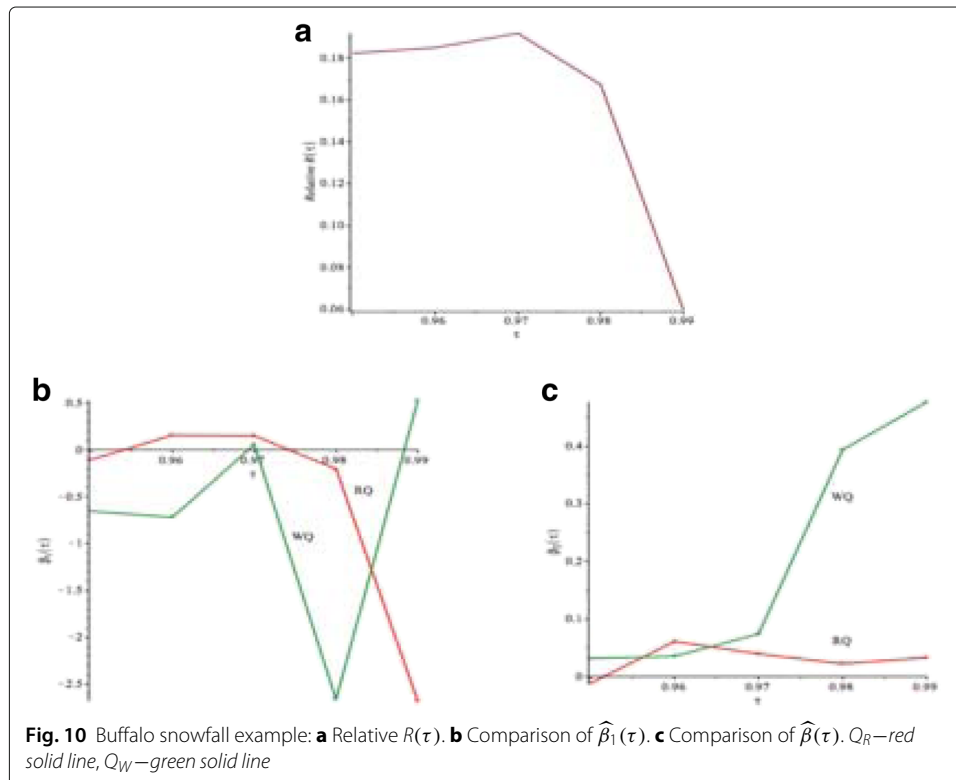 a
0.18
0.16
0.14
0.12
0.10
0.08
0.06
Relative R(τ)
0.96 0.97 0.98 0.99
τ
b
0.5
0
-0.5
-1
-1.5
-2
-2.5
β₁(τ)
0.96 0.97 0.98 0.99
τ
RQ
WQ
c
0.4
0.3
0.2
0.1
0
0.96 0.97 0.98 0.99
τ
WQ
RQ
Fig. 10 Buffalo snowfall example: a Relative R(τ). b Comparison of β̂₁(τ). c Comparison of β̂(τ). Q_R—red
solid line, Q_W—green solid line